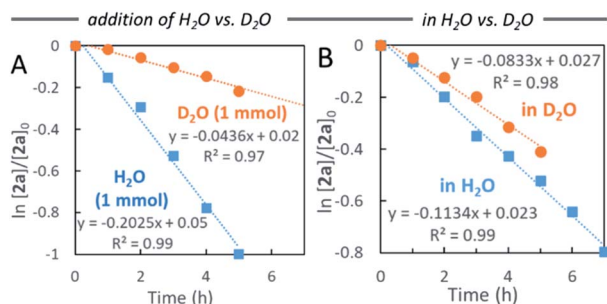 addition of H₂O vs. D₂O
in H₂O vs. D₂O
A
0
-0.2
-0.4
-0.6
-0.8
-1
ln [2a]/[2a]₀
D₂O (1 mmol)
y = -0.0436x + 0.02
R² = 0.97
H₂O
(1 mmol)
y = -0.2025x + 0.05
R² = 0.99
0 2 4 6
Time (h)
B
0
-0.2
-0.4
-0.6
-0.8
ln [2a]/[2a]₀
y = -0.0833x + 0.027
R² = 0.98
in D₂O
in H₂O
y = -0.1134x + 0.023
R² = 0.99
0 2 4 6
Time (h)